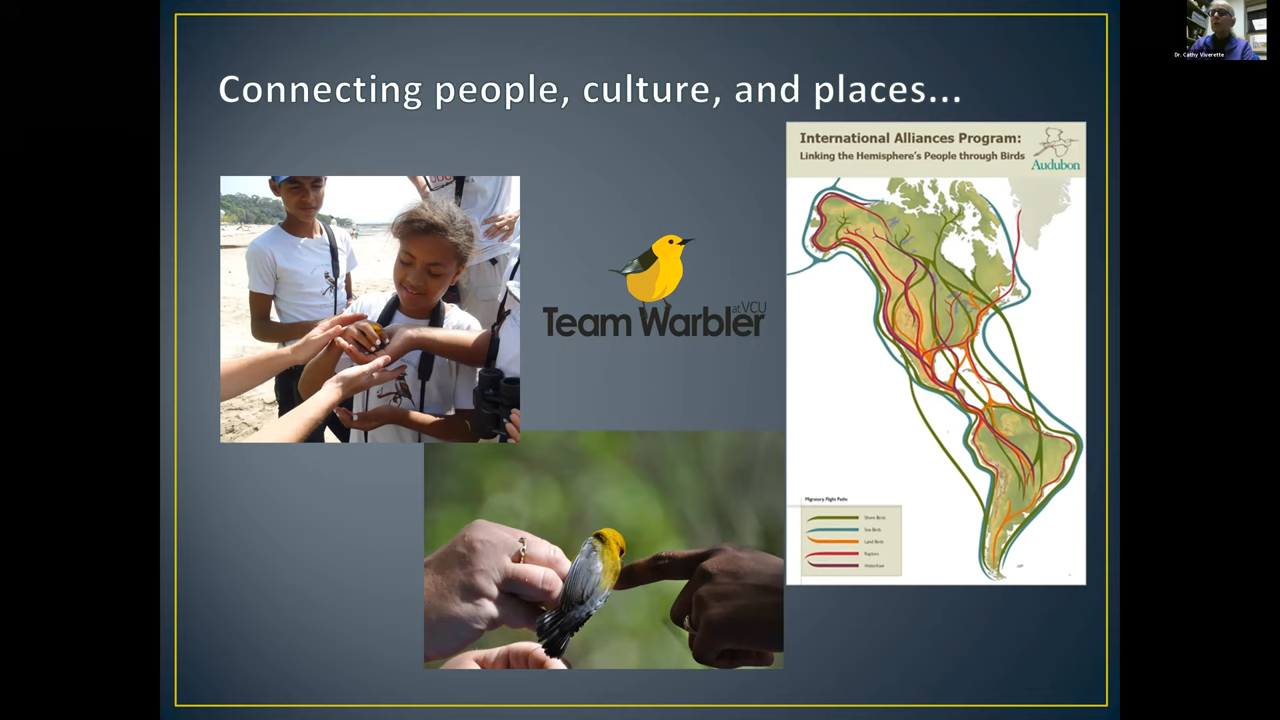 Connecting people, culture, and places...
Dr. Cathy Viverette
International Alliances Program:
Linking the Hemisphere's People through Birds
Audubon
Team Warbler
at VCU
Migratory Flight Paths
Shore Birds
Sea Birds
Land Birds
Raptors
Waterfowl